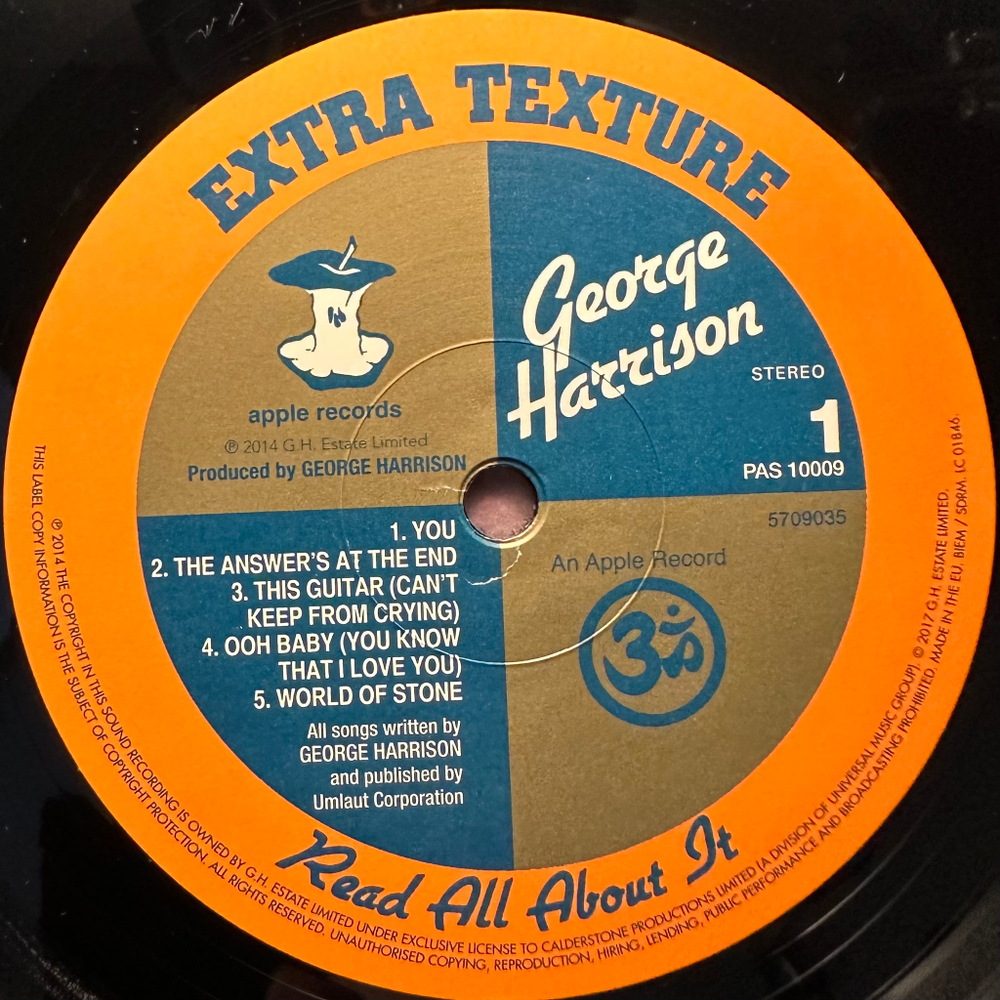 EXTRA TEXTURE
apple records
℗ 2014 G.H. Estate Limited
Produced by GEORGE HARRISON
George
Harrison
STEREO
1
PAS 10009
1. YOU
2. THE ANSWER'S AT THE END
3. THIS GUITAR (CAN'T
KEEP FROM CRYING)
4. OOH BABY (YOU KNOW
THAT I LOVE YOU)
5. WORLD OF STONE
All songs written by
GEORGE HARRISON
and published by
Umlaut Corporation
5709035
An Apple Record
ॐ
Read All About It
℗ 2014 THE COPYRIGHT IN THIS SOUND RECORDING IS OWNED BY G.H. ESTATE LIMITED UNDER EXCLUSIVE LICENSE TO CALDERSTONE PRODUCTIONS LIMITED (A DIVISION OF UNIVERSAL MUSIC GROUP). © 2017 G.H. ESTATE LIMITED.
THIS LABEL COPY INFORMATION IS THE SUBJECT OF COPYRIGHT PROTECTION. ALL RIGHTS RESERVED. UNAUTHORISED COPYING, REPRODUCTION, HIRING, LENDING, PUBLIC PERFORMANCE AND BROADCASTING PROHIBITED. MADE IN THE EU. BIEM / SDRM. LC 01846.